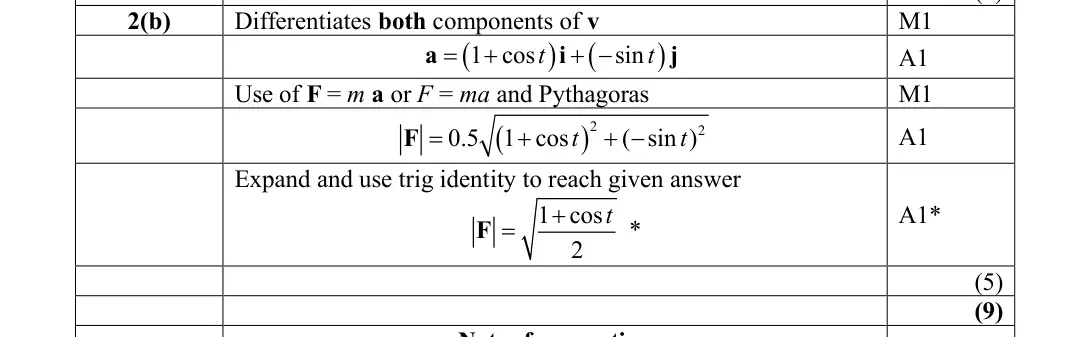 2(b) Differentiates both components of v M1
a = (1 + cos t) i + (− sin t) j A1
Use of F = m a or F = ma and Pythagoras M1
|F| = 0.5√((1 + cos t)² + (− sin t)²) A1
Expand and use trig identity to reach given answer
|F| = √((1 + cos t)/2) * A1*
(5)
(9)